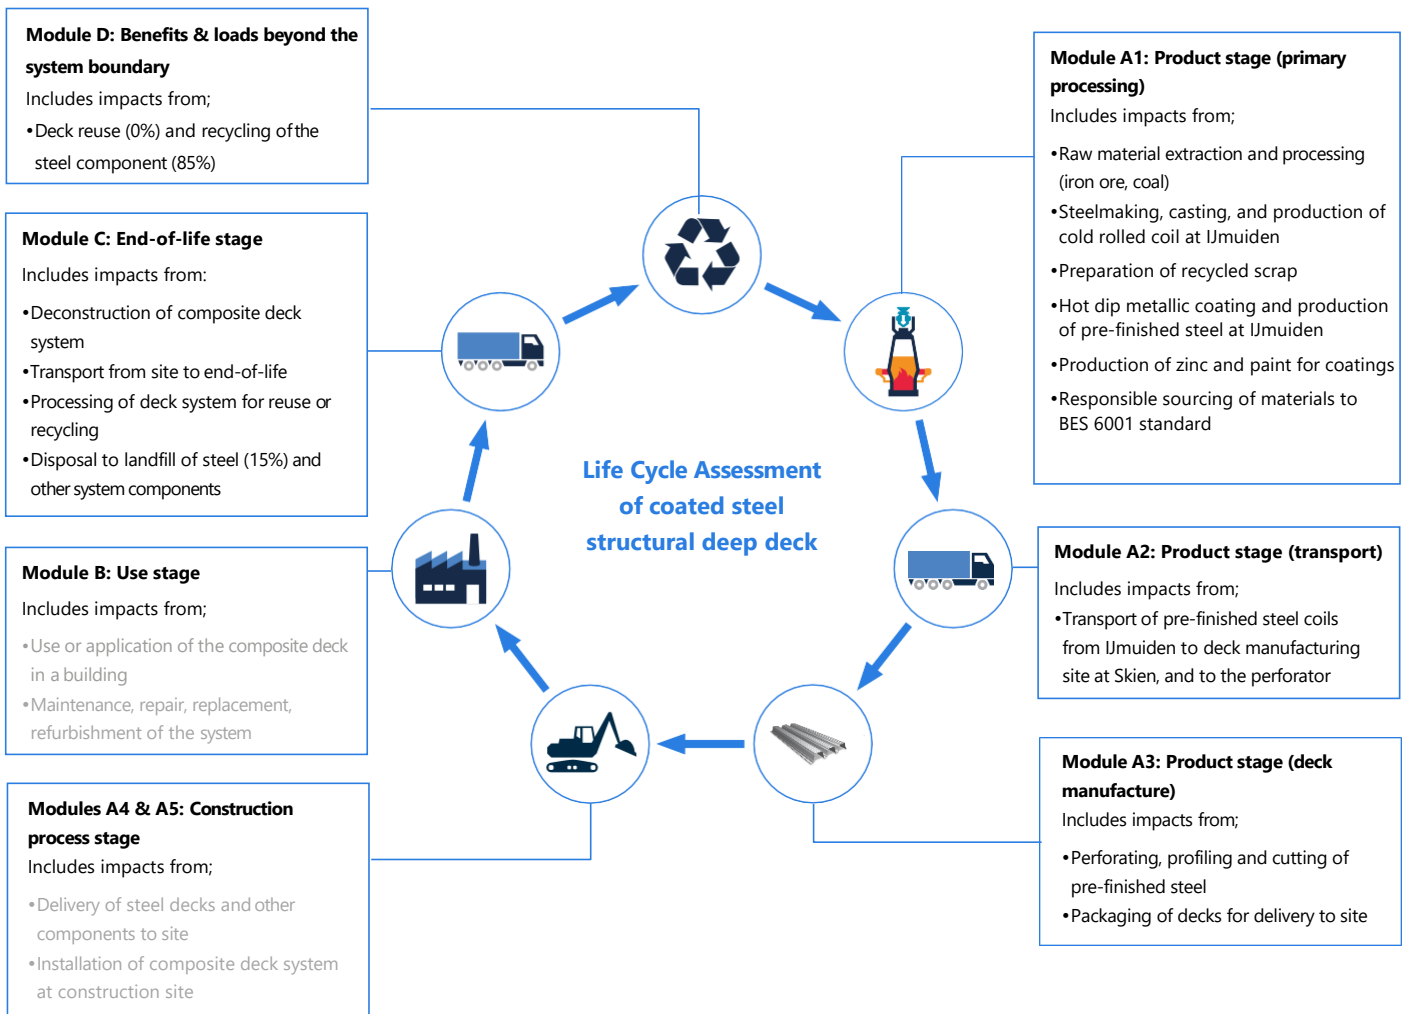 Module D: Benefits & loads beyond the
system boundary
Includes impacts from;
•Deck reuse (0%) and recycling of the
steel component (85%)
Module C: End-of-life stage
Includes impacts from:
•Deconstruction of composite deck
system
•Transport from site to end-of-life
•Processing of deck system for reuse or
recycling
•Disposal to landfill of steel (15%) and
other system components
Module B: Use stage
Includes impacts from;
•Use or application of the composite deck
in a building
•Maintenance, repair, replacement,
refurbishment of the system
Modules A4 & A5: Construction
process stage
Includes impacts from;
•Delivery of steel decks and other
components to site
•Installation of composite deck system
at construction site
Life Cycle Assessment
of coated steel
structural deep deck
Module A1: Product stage (primary
processing)
Includes impacts from;
•Raw material extraction and processing
(iron ore, coal)
•Steelmaking, casting, and production of
cold rolled coil at IJmuiden
•Preparation of recycled scrap
•Hot dip metallic coating and production
of pre-finished steel at IJmuiden
•Production of zinc and paint for coatings
•Responsible sourcing of materials to
BES 6001 standard
Module A2: Product stage (transport)
Includes impacts from;
•Transport of pre-finished steel coils
from IJmuiden to deck manufacturing
site at Skien, and to the perforator
Module A3: Product stage (deck
manufacture)
Includes impacts from;
•Perforating, profiling and cutting of
pre-finished steel
•Packaging of decks for delivery to site